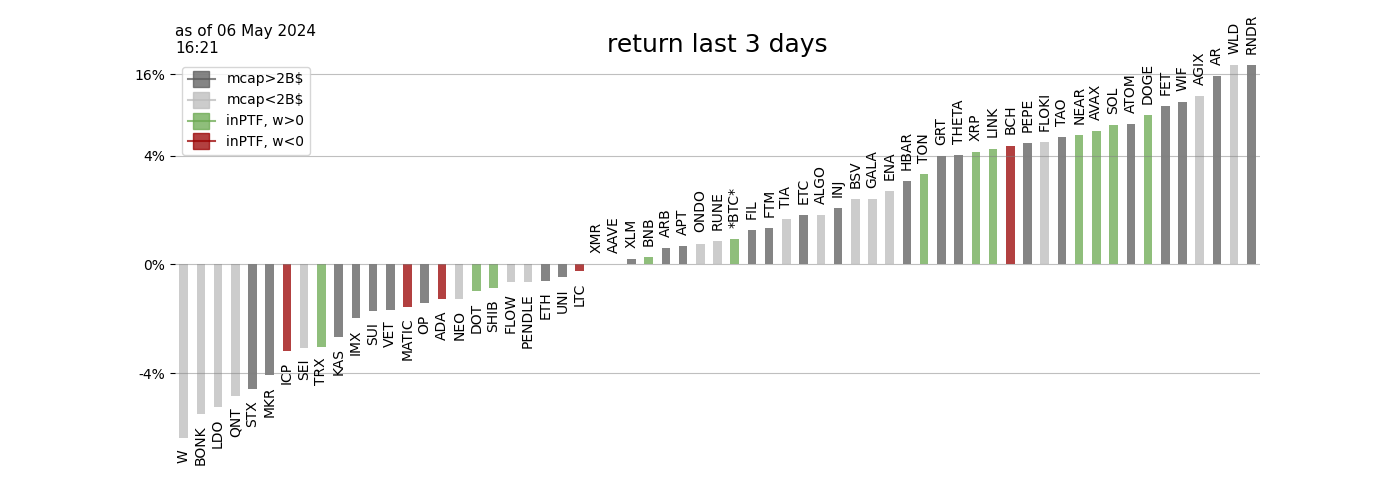 as of 06 May 2024
16:21
return last 3 days
mcap>2B$
mcap<2B$
inPTF, w>0
inPTF, w<0
16%
4%
0%
-4%
W
BONK
LDO
QNT
STX
MKR
ICP
SEI
TRX
KAS
IMX
SUI
VET
MATIC
OP
ADA
NEO
DOT
SHIB
FLOW
PENDLE
ETH
UNI
LTC
XMR
AAVE
XLM
BNB
ARB
APT
ONDO
RUNE
*BTC*
FIL
FTM
TIA
ETC
ALGO
INJ
BSV
GALA
ENA
HBAR
TON
GRT
THETA
XRP
LINK
BCH
PEPE
FLOKI
TAO
NEAR
AVAX
SOL
ATOM
DOGE
FET
WIF
AGIX
AR
WLD
RNDR